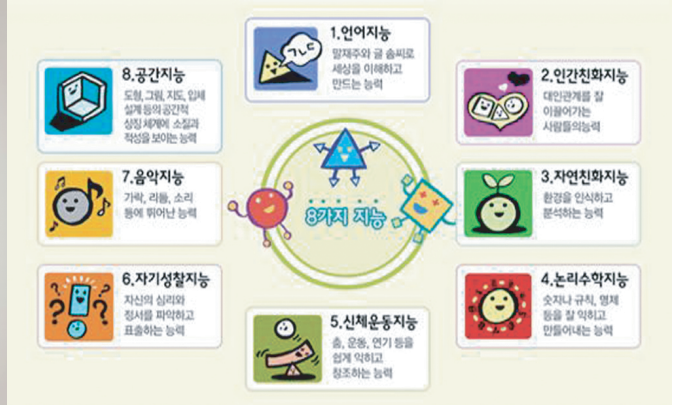 1.언어지능
말재주와 글 솜씨로
세상을 이해하고
만드는 능력
ㄱㄴㄷ
2.인간친화지능
대인관계를 잘
이끌어가는
사람들의능력
3.자연친화지능
환경을 인식하고
분석하는 능력
4.논리수학지능
숫자나 규칙, 명제
등을 잘 익히고
만들어내는 능력
5.신체운동지능
춤, 운동, 연기 등을
쉽게 익히고
창조하는 능력
6.자기성찰지능
자신의 심리와
정서를 파악하고
표출하는 능력
7.음악지능
가락, 리듬, 소리
등에 뛰어난 능력
8.공간지능
도형, 그림, 지도, 입체
설계 등의 공간적
상징 체계에 소질과
적성을 보이는 능력
8가지 지능